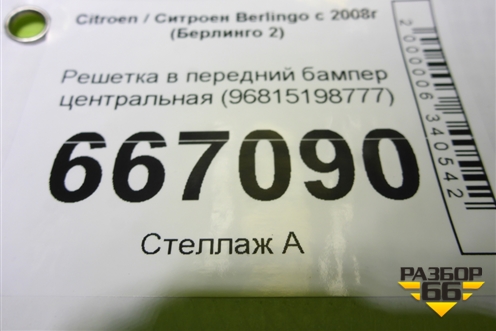 Citroen / Ситроен Berlingo с 2008г
(Берлинго 2)
Решетка в передний бампер
центральная (96815198777)
667090
Стеллаж А
2000006340542
РАЗБОР
66